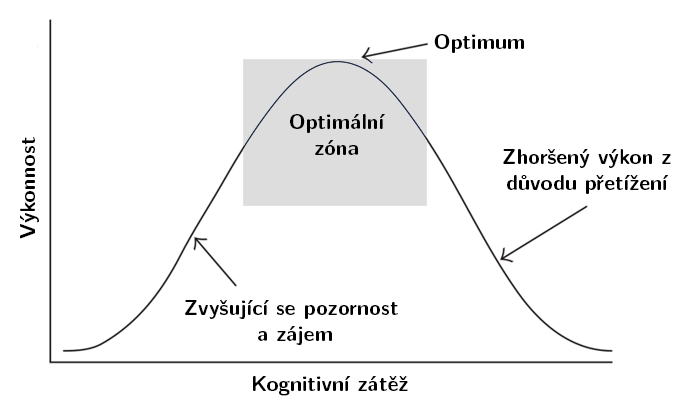 Optimum
Optimální
zóna
Zhoršený výkon z
důvodu přetížení
Výkonnost
Zvyšující se pozornost
a zájem
Kognitivní zátěž